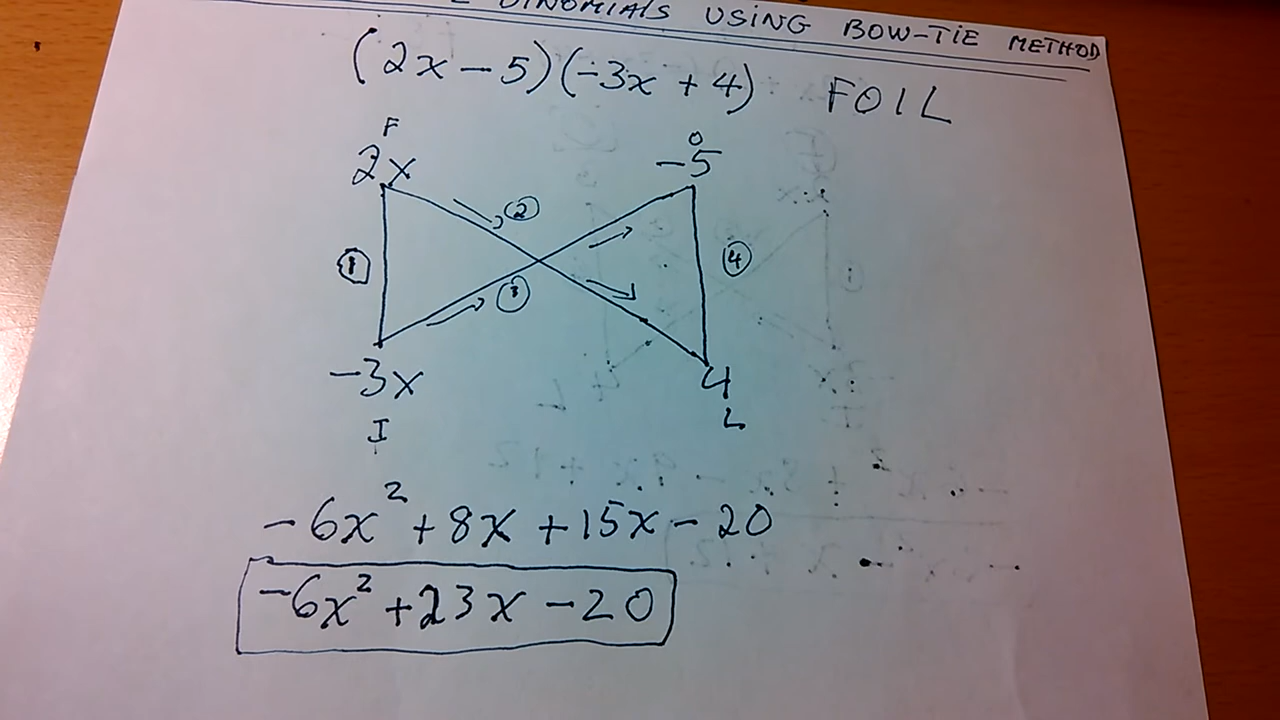 BINOMIALS USING BOW-TIE METHOD
(2x - 5)(-3x + 4) FOIL
F O
2x -5
② 
① ④
③
-3x 4
I L
-6x² + 8x + 15x - 20
-6x² + 23x - 20